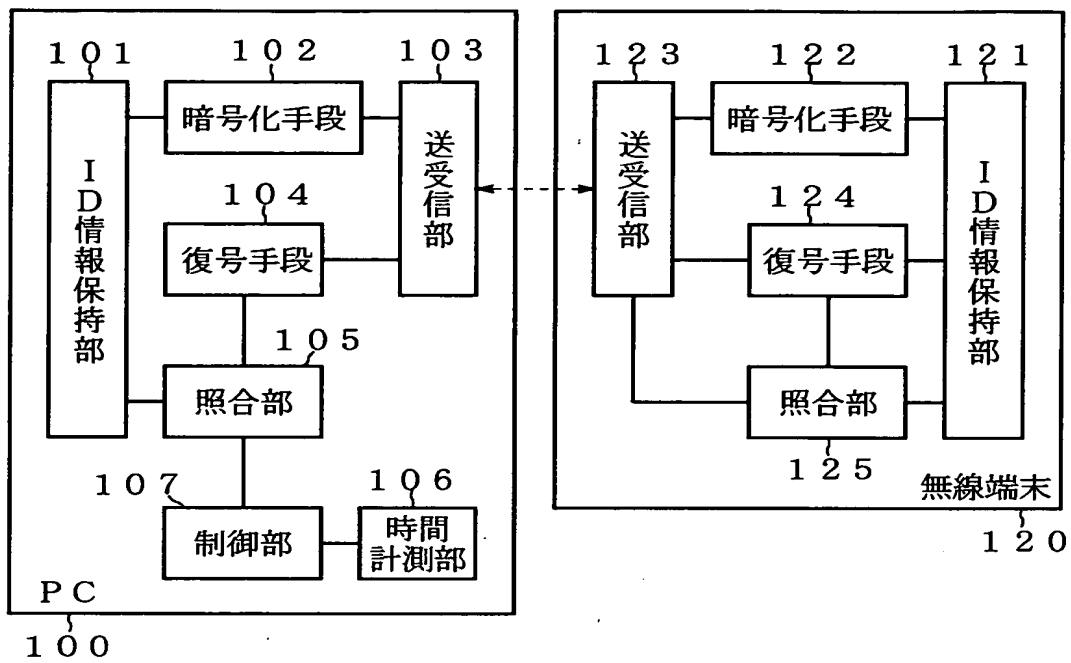 101
102
103
暗号化手段
送受信部
ID情報保持部
104
復号手段
105
照合部
107
106
制御部
時間
計測部
PC
100
123
122
121
送受信部
暗号化手段
ID情報保持部
124
復号手段
照合部
125
無線端末
120